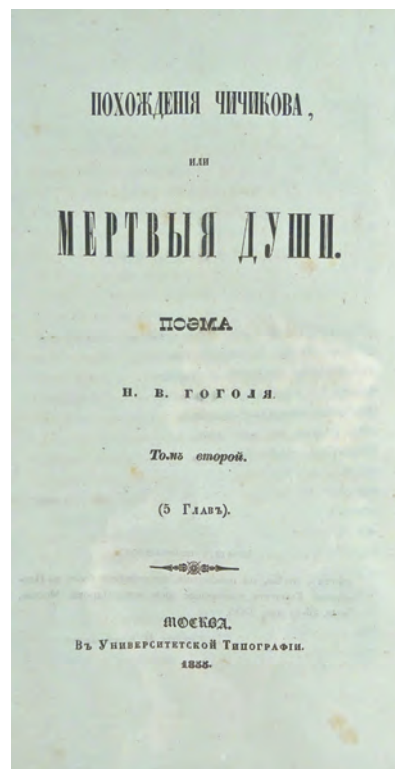 ПОХОЖДЕНІЯ ЧИЧИКОВА,
или
МЕРТВЫЯ ДУШИ.
ПОЭМА
Н. В. ГОГОЛЯ.
Томъ второй.
(5 Главъ).
МОСКВА.
Въ Университетской Типографіи.
1855.